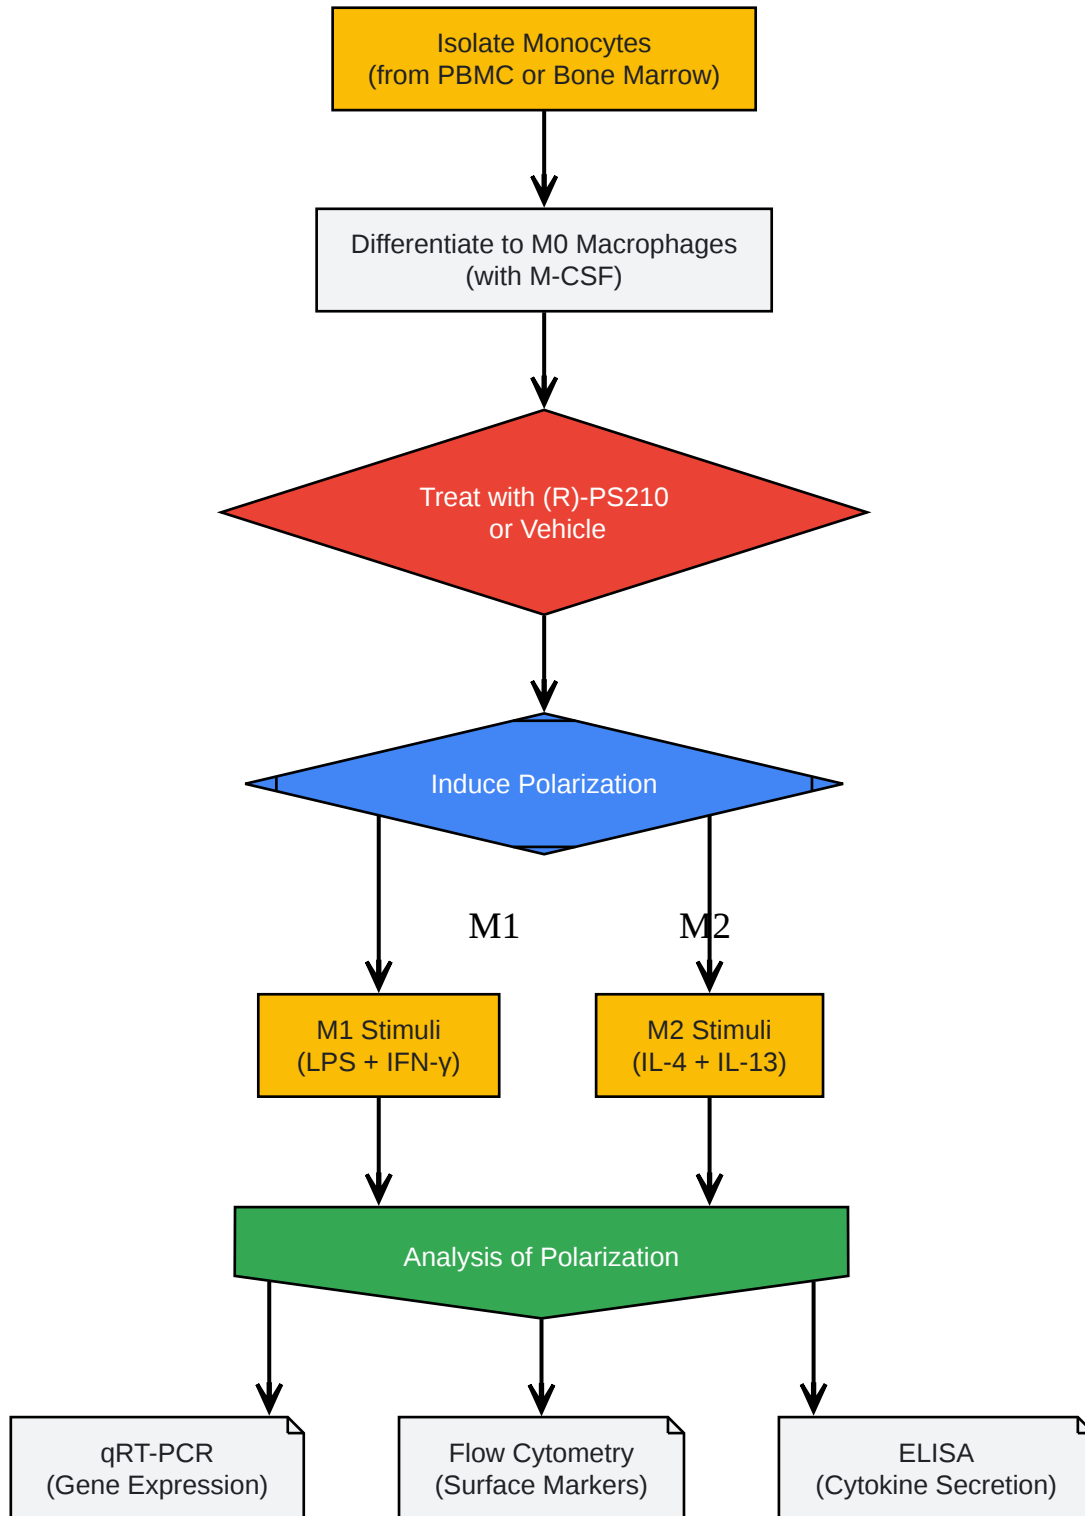 Isolate Monocytes
(from PBMC or Bone Marrow)
Differentiate to M0 Macrophages
(with M-CSF)
Treat with (R)-PS210
or Vehicle
Induce Polarization
M1
M2
M1 Stimuli
(LPS + IFN-γ)
M2 Stimuli
(IL-4 + IL-13)
Analysis of Polarization
qRT-PCR
(Gene Expression)
Flow Cytometry
(Surface Markers)
ELISA
(Cytokine Secretion)